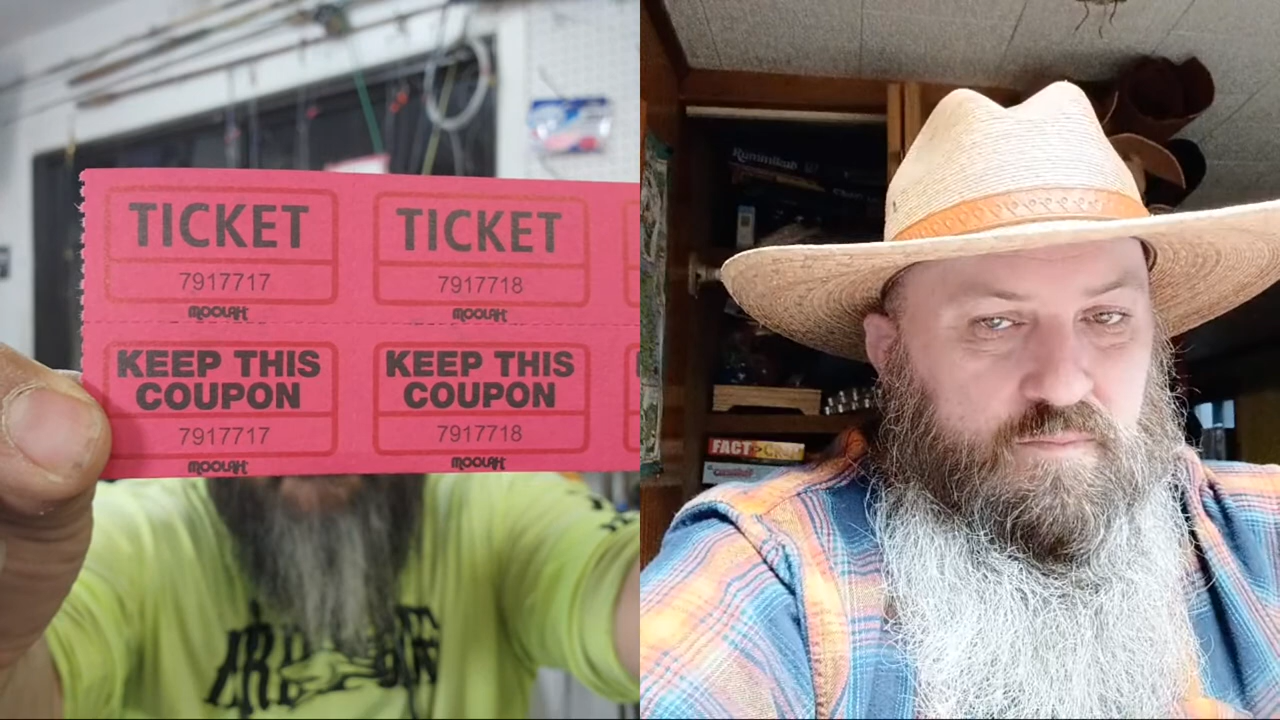 TICKET
7917717
MOOLAH
KEEP THIS
COUPON
7917717
MOOLAH
TICKET
7917718
MOOLAH
KEEP THIS
COUPON
7917718
MOOLAH
Rummikub
FACT